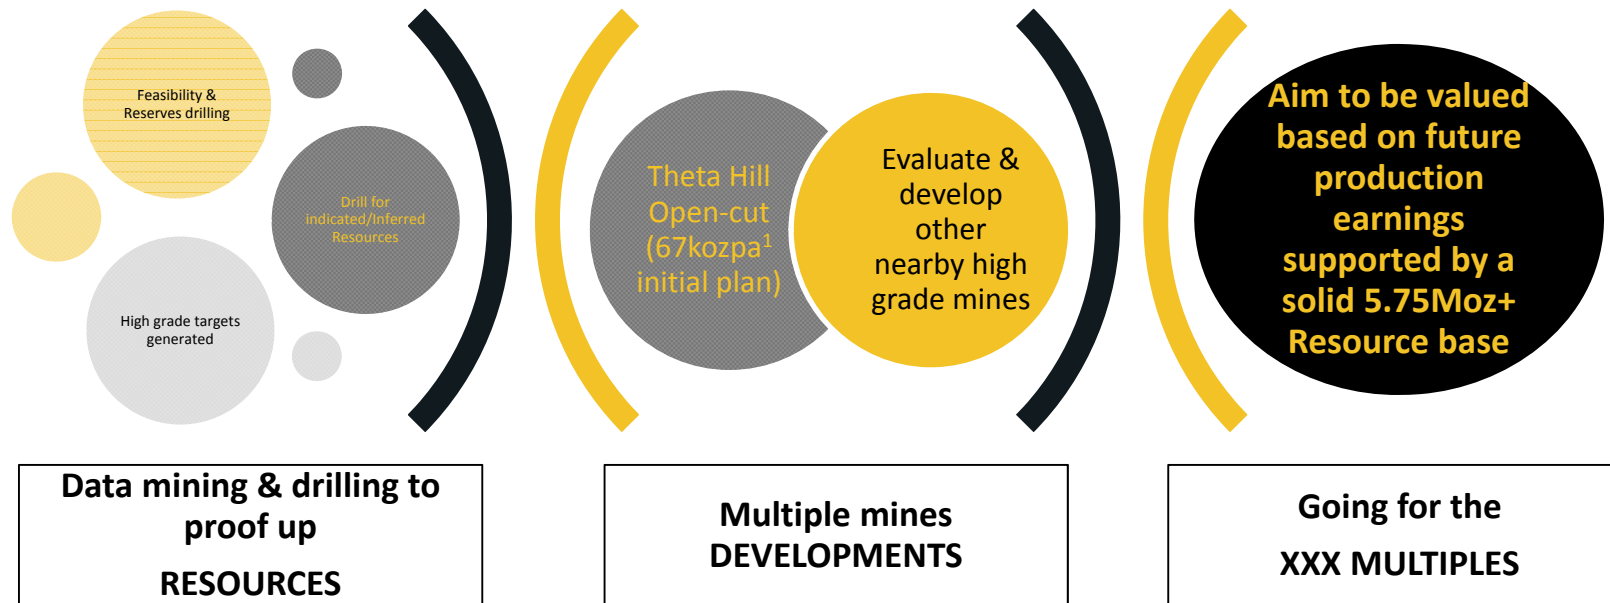 Feasibility &
Reserves drilling
Drill for
indicated/Inferred
Resources
High grade targets
generated
Theta Hill
Open-cut
(67kozpa¹
initial plan)
Evaluate &
develop
other
nearby high
grade mines
Aim to be valued
based on future
production
earnings
supported by a
solid 5.75Moz+
Resource base
Data mining & drilling to
proof up
RESOURCES
Multiple mines
DEVELOPMENTS
Going for the
XXX MULTIPLES